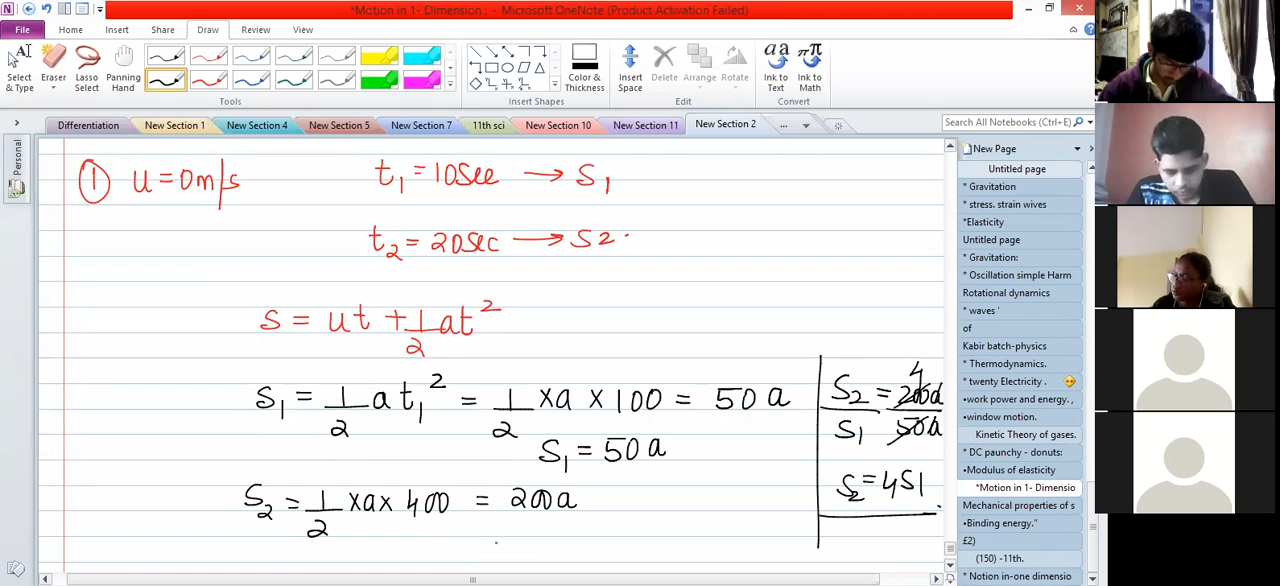 *Motion in 1- Dimension ; - Microsoft OneNote (Product Activation Failed)
File Home Insert Share Draw Review View
Select & Type
Eraser
Lasso Select
Panning Hand
Color & Thickness
Insert Space
Delete
Arrange
Rotate
Ink to Text
Ink to Math
Tools
Insert Shapes
Edit
Convert
Differentiation New Section 1 New Section 4 New Section 5 New Section 7 11th sci New Section 10 New Section 11 New Section 2 ...
Search All Notebooks (Ctrl+E)
Personal
① u = 0m/s t₁ = 10sec → S₁
t₂ = 20sec → S2
s = ut + 1/2 at²
S₁ = 1/2 a t₁² = 1/2 × a × 100 = 50 a
S₁ = 50 a
S₂ = 1/2 × a × 400 = 200a
S₂/S₁ = 200a/50a 4
S₂ = 4S1
New Page
Untitled page
* Gravitation
* stress. strain wives
*Elasticity
Untitled page
* Gravitation:
* Oscillation simple Harm
Rotational dynamics
* waves '
of
Kabir batch-physics
* Thermodynamics.
* twenty Electricity .
*work power and energy. ,
*window motion.
Kinetic Theory of gases.
* DC paunchy - donuts:
*Modulus of elasticity
*Motion in 1- Dimensio
Mechanical properties of s
*Binding energy."
£2)
(150) -11th.
* Notion in-one dimensio